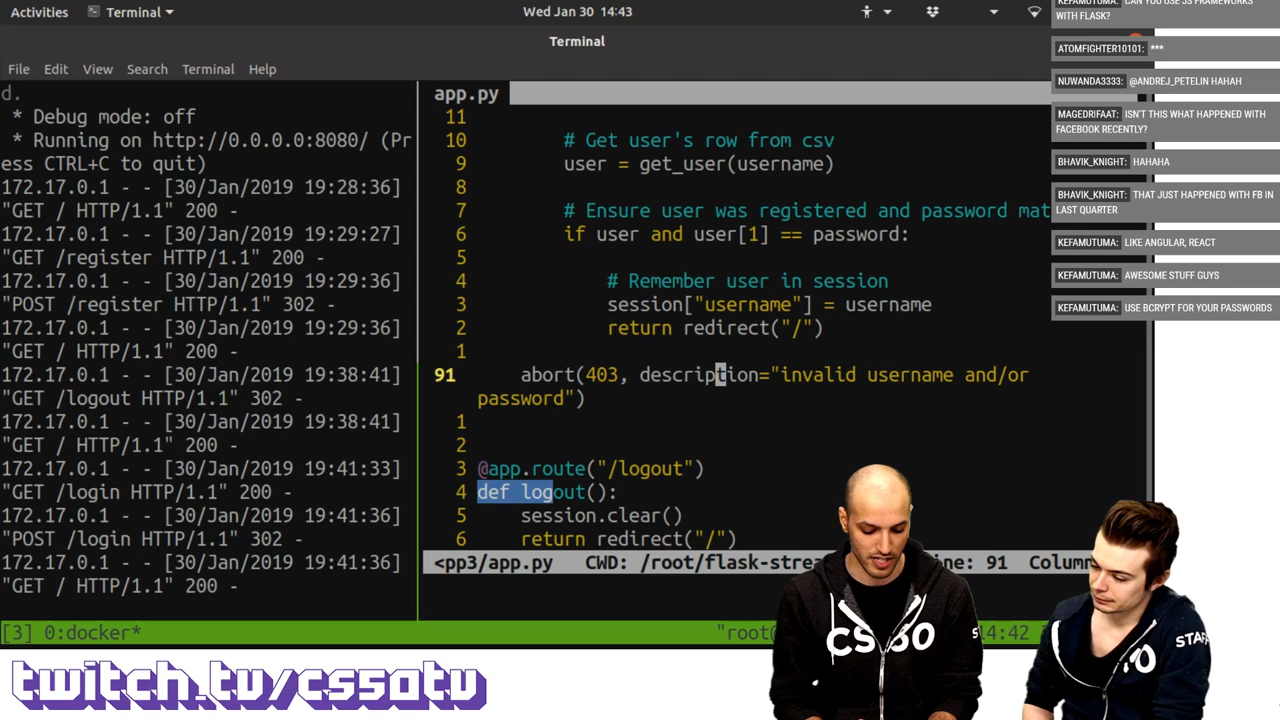 Activities
Terminal
Wed Jan 30 14:43
Terminal
File Edit View Search Terminal Help
d.
* Debug mode: off
* Running on http://0.0.0.0:8080/ (Pr
ess CTRL+C to quit)
172.17.0.1 - - [30/Jan/2019 19:28:36]
"GET / HTTP/1.1" 200 -
172.17.0.1 - - [30/Jan/2019 19:29:27]
"GET /register HTTP/1.1" 200 -
172.17.0.1 - - [30/Jan/2019 19:29:36]
"POST /register HTTP/1.1" 302 -
172.17.0.1 - - [30/Jan/2019 19:29:36]
"GET / HTTP/1.1" 200 -
172.17.0.1 - - [30/Jan/2019 19:38:41]
"GET /logout HTTP/1.1" 302 -
172.17.0.1 - - [30/Jan/2019 19:38:41]
"GET / HTTP/1.1" 200 -
172.17.0.1 - - [30/Jan/2019 19:41:33]
"GET /login HTTP/1.1" 200 -
172.17.0.1 - - [30/Jan/2019 19:41:36]
"POST /login HTTP/1.1" 302 -
172.17.0.1 - - [30/Jan/2019 19:41:36]
"GET / HTTP/1.1" 200 -
app.py
11
10 # Get user's row from csv
9 user = get_user(username)
8
7 # Ensure user was registered and password mat
6 if user and user[1] == password:
5
4 # Remember user in session
3 session["username"] = username
2 return redirect("/")
1
91 abort(403, description="invalid username and/or
password")
1
2
3 @app.route("/logout")
4 def logout():
5 session.clear()
6 return redirect("/")
<pp3/app.py CWD: /root/flask-strea ne: 91 Colum
[3] 0:docker*
"root@
14:42
KEFAMUTUMA: CAN YOU USE JS FRAMEWORKS
WITH FLASK?
ATOMFIGHTER10101: ***
NUWANDA3333: @ANDREJ_PETELIN HAHAH
MAGEDRIFAAT: ISN'T THIS WHAT HAPPENED WITH
FACEBOOK RECENTLY?
BHAVIK_KNIGHT: HAHAHA
BHAVIK_KNIGHT: THAT JUST HAPPENED WITH FB IN
LAST QUARTER
KEFAMUTUMA: LIKE ANGULAR, REACT
KEFAMUTUMA: AWESOME STUFF GUYS
KEFAMUTUMA: USE BCRYPT FOR YOUR PASSWORDS
CS50
STAF
twitch.tv/cs50tv